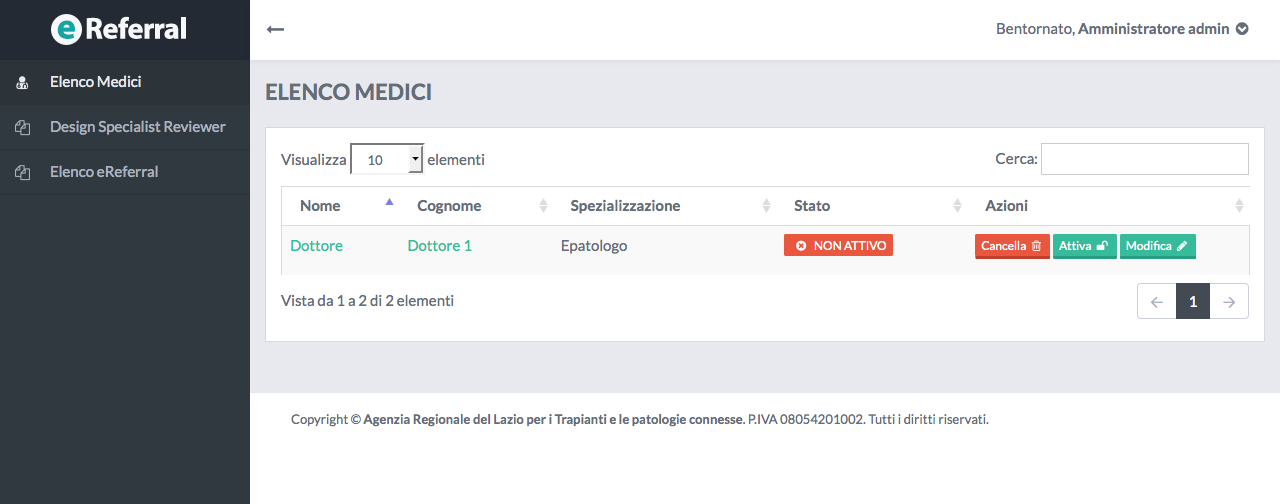 eReferral
Bentornato, Amministratore admin
Elenco Medici
Design Specialist Reviewer
Elenco eReferral
ELENCO MEDICI
Visualizza 10 elementi
Cerca:
Nome Cognome Spezializzazione Stato Azioni
Dottore Dottore 1 Epatologo NON ATTIVO Cancella Attiva Modifica
Vista da 1 a 2 di 2 elementi
← 1 →
Copyright © Agenzia Regionale del Lazio per i Trapianti e le patologie connesse. P.IVA 08054201002. Tutti i diritti riservati.